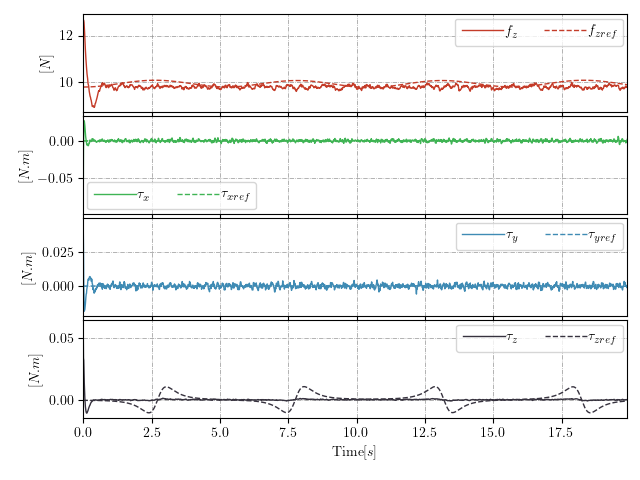 12
10
[N]
f_z f_zref
0.00
−0.05
[N.m]
τ_x τ_xref
0.025
0.000
[N.m]
τ_y τ_yref
0.05
0.00
[N.m]
τ_z τ_zref
0.0 2.5 5.0 7.5 10.0 12.5 15.0 17.5
Time[s]